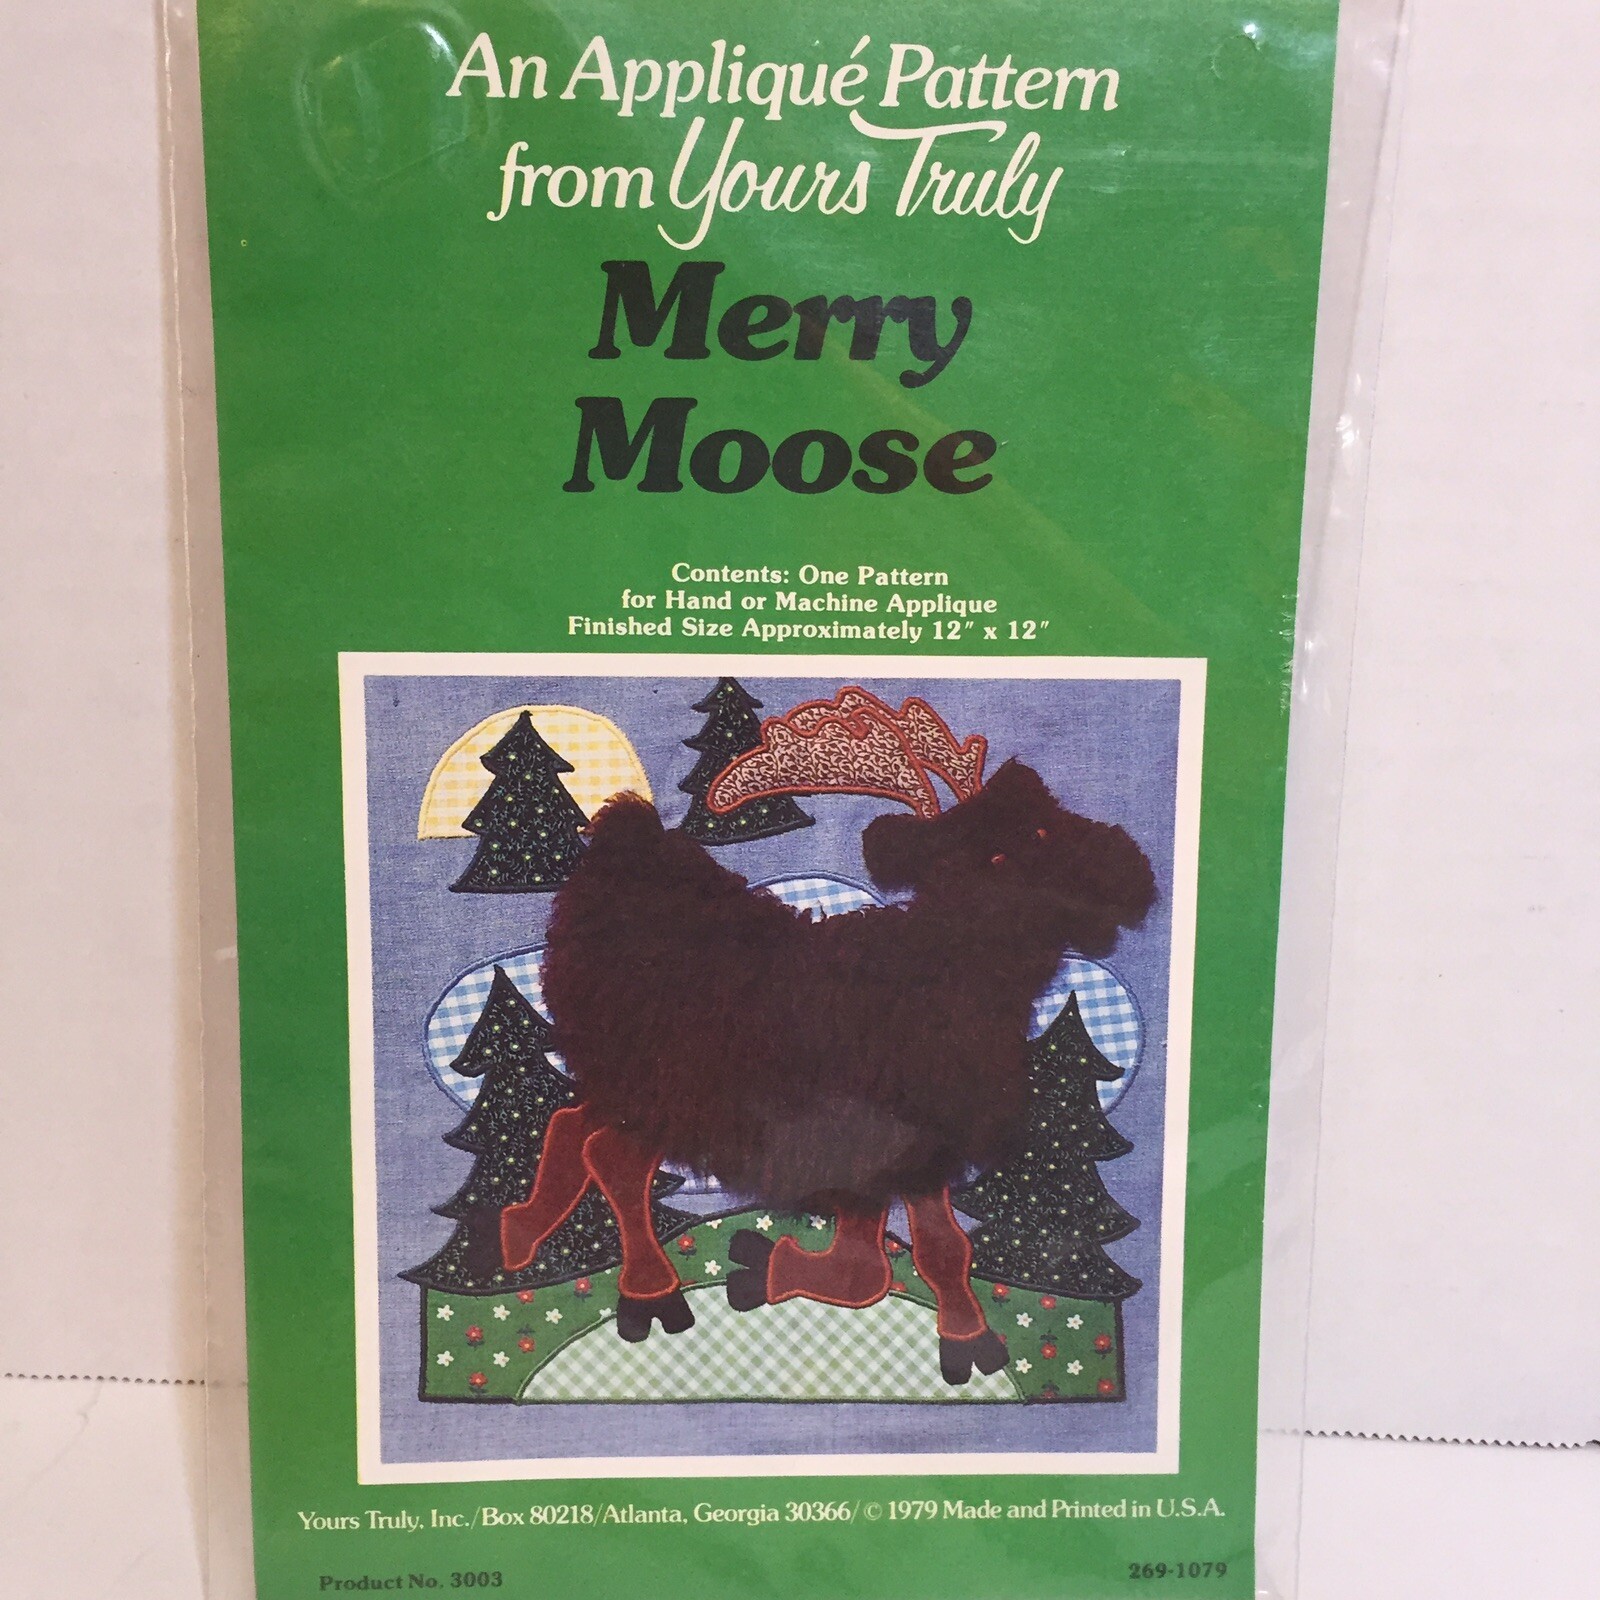 An Appliqué Pattern
from Yours Truly
Merry
Moose
Contents: One Pattern
for Hand or Machine Applique
Finished Size Approximately 12" x 12"
Yours Truly, Inc./Box 80218/Atlanta, Georgia 30366/© 1979 Made and Printed in U.S.A.
Product No. 3003
269-1079